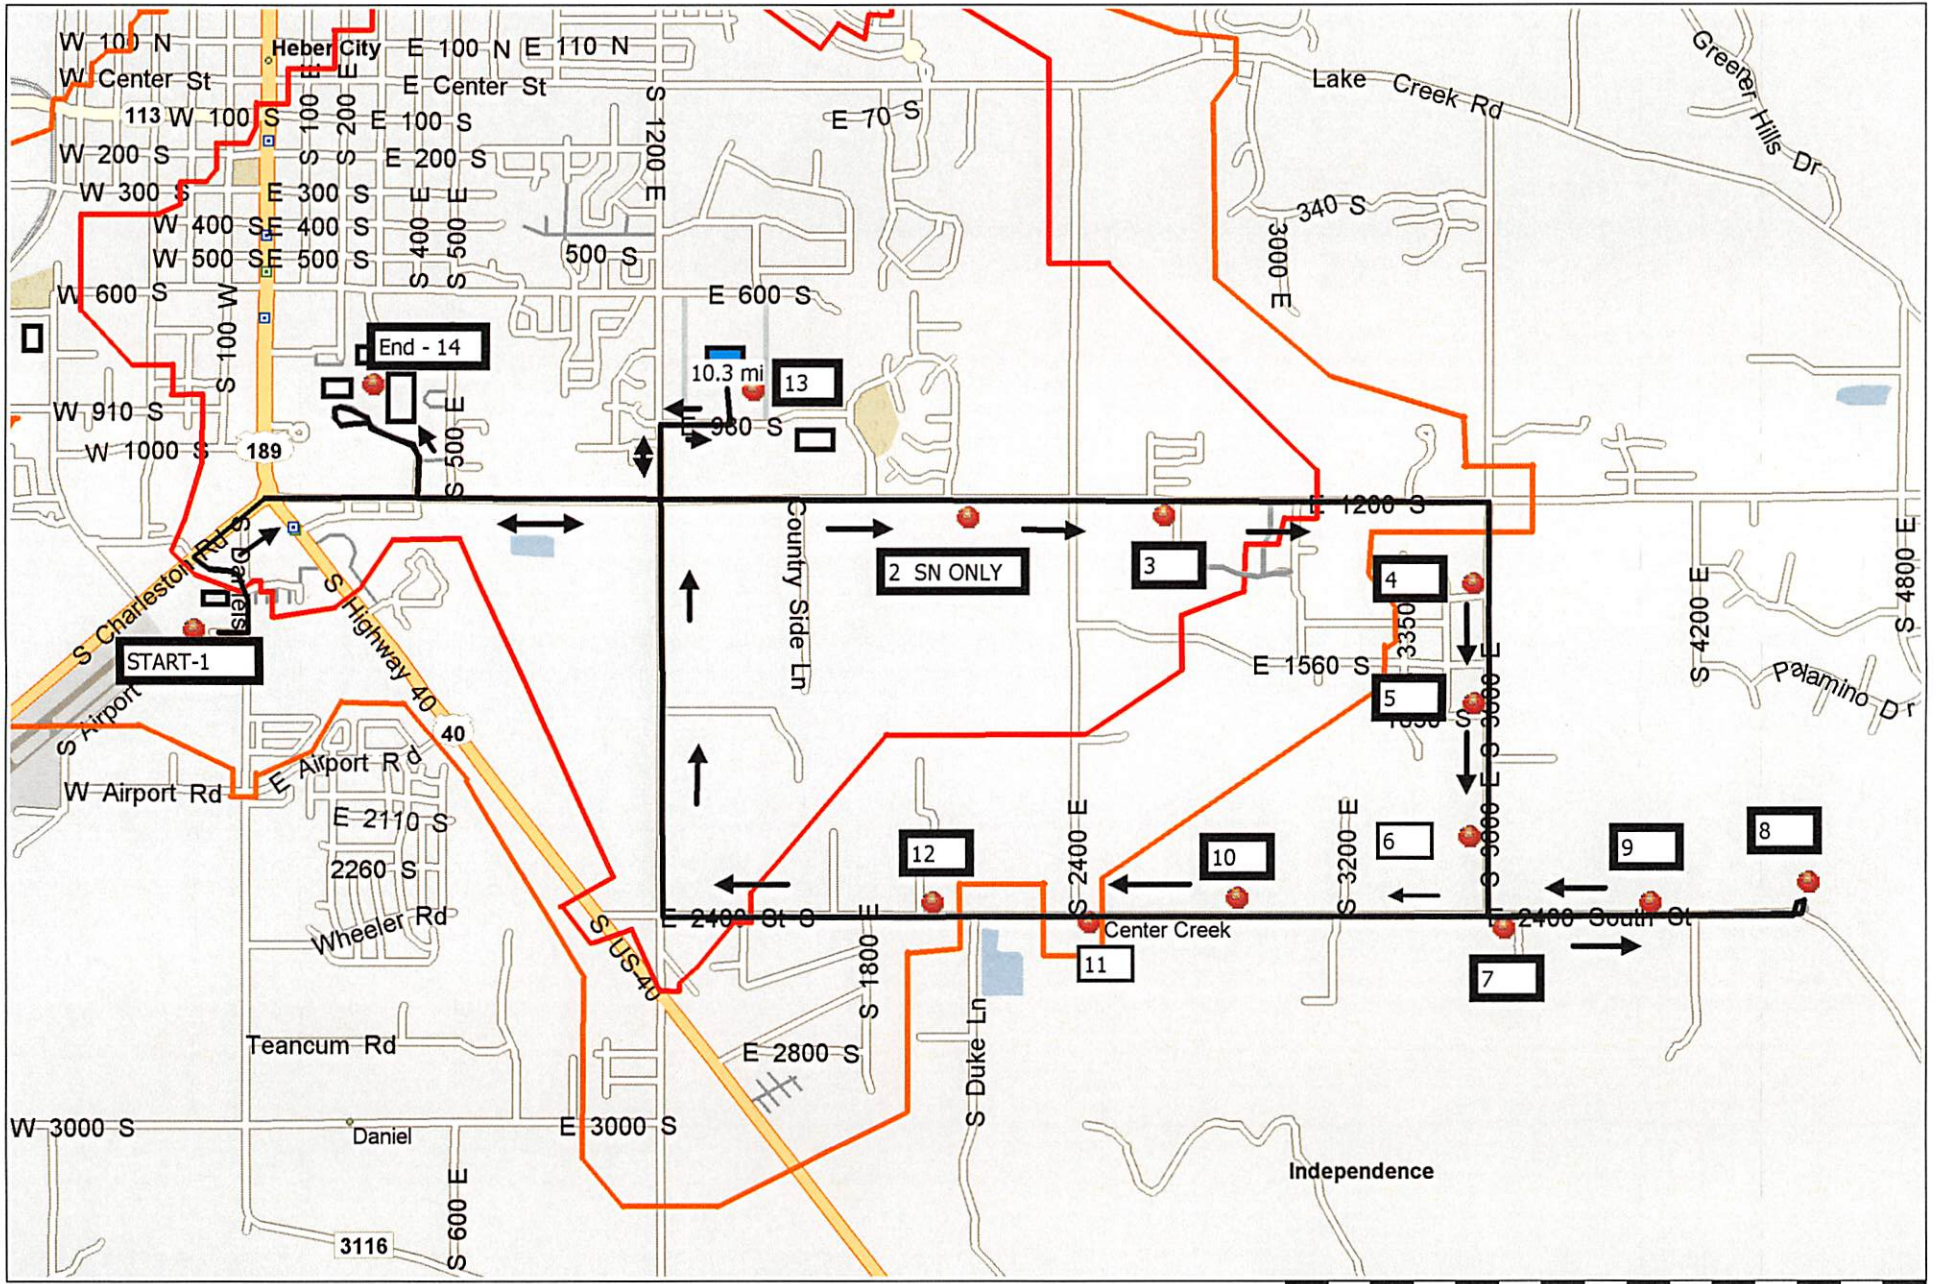 W 100 N
Heber City
E 100 N
E 110 N
W Center St
E Center St
Lake Creek Rd
Greener Hills Dr
113
W 100 S
S 100 E
S 200 E
E 100 S
S 1200 E
E 70 S
W 200 S
E 200 S
W 300 S
E 300 S
340 S
W 400 S
E 400 S
S 400 E
S 500 E
3000 E
W 500 S
E 500 S
500 S
W 600 S
E 600 S
S 100 W
End - 14
10.3 mi
13
W 910 S
E 980 S
S 500 E
W 1000 S
189
E 1200 S
S Charleston Rd
S Daniels
Country Side Ln
2 SN ONLY
3
4
S 4200 E
S 4800 E
S Highway 40
3350
START-1
E 1560 S
Palamino Dr
5
S Airport
40
E Airport Rd
W Airport Rd
E 2110 S
2260 S
Wheeler Rd
12
S 2400 E
10
S 3200 E
6
9
8
E 2400 St S
E 2400 South St
Center Creek
11
7
S US-40
S 1800 E
S Duke Ln
Teancum Rd
E 2800 S
W 3000 S
Daniel
E 3000 S
Independence
S 600 E
3116